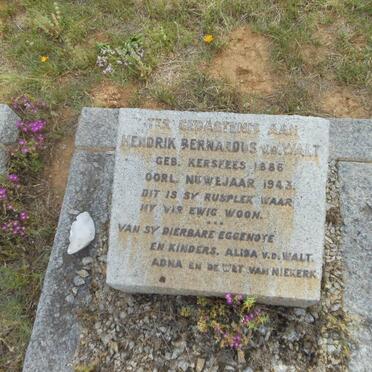 TER GEDAGTENIS AAN
HENDRIK BERNARDUS v.d. WALT
GEB. KERSFEES 1886
OORL. NUWEJAAR 1943.
DIT IS SY RUSPLEK WAAR
HY VIR EWIG WOON. ...
... VAN SY DIERBARE EGGENOTE
EN KINDERS. ALIDA V.D. WALT.
ADNA EN DE WET VAN NIEKERK.